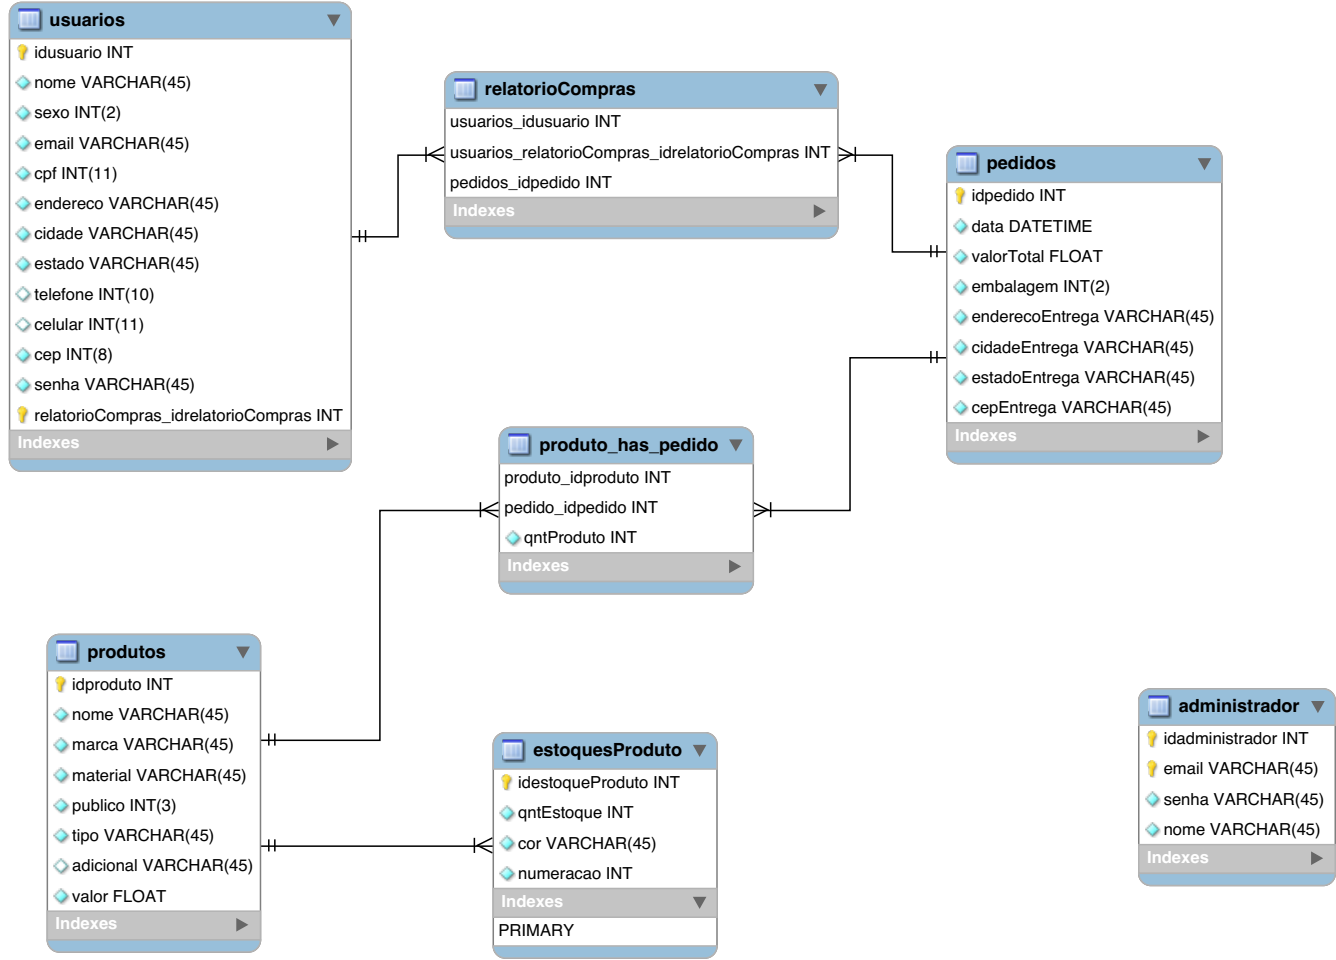 usuarios
idusuario INT
nome VARCHAR(45)
sexo INT(2)
email VARCHAR(45)
cpf INT(11)
endereco VARCHAR(45)
cidade VARCHAR(45)
estado VARCHAR(45)
telefone INT(10)
celular INT(11)
cep INT(8)
senha VARCHAR(45)
relatorioCompras_idrelatorioCompras INT
Indexes
relatorioCompras
usuarios_idusuario INT
usuarios_relatorioCompras_idrelatorioCompras INT
pedidos_idpedido INT
Indexes
pedidos
idpedido INT
data DATETIME
valorTotal FLOAT
embalagem INT(2)
enderecoEntrega VARCHAR(45)
cidadeEntrega VARCHAR(45)
estadoEntrega VARCHAR(45)
cepEntrega VARCHAR(45)
Indexes
produto_has_pedido
produto_idproduto INT
pedido_idpedido INT
qntProduto INT
Indexes
produtos
idproduto INT
nome VARCHAR(45)
marca VARCHAR(45)
material VARCHAR(45)
publico INT(3)
tipo VARCHAR(45)
adicional VARCHAR(45)
valor FLOAT
Indexes
estoquesProduto
idestoqueProduto INT
qntEstoque INT
cor VARCHAR(45)
numeracao INT
Indexes
PRIMARY
administrador
idadministrador INT
email VARCHAR(45)
senha VARCHAR(45)
nome VARCHAR(45)
Indexes